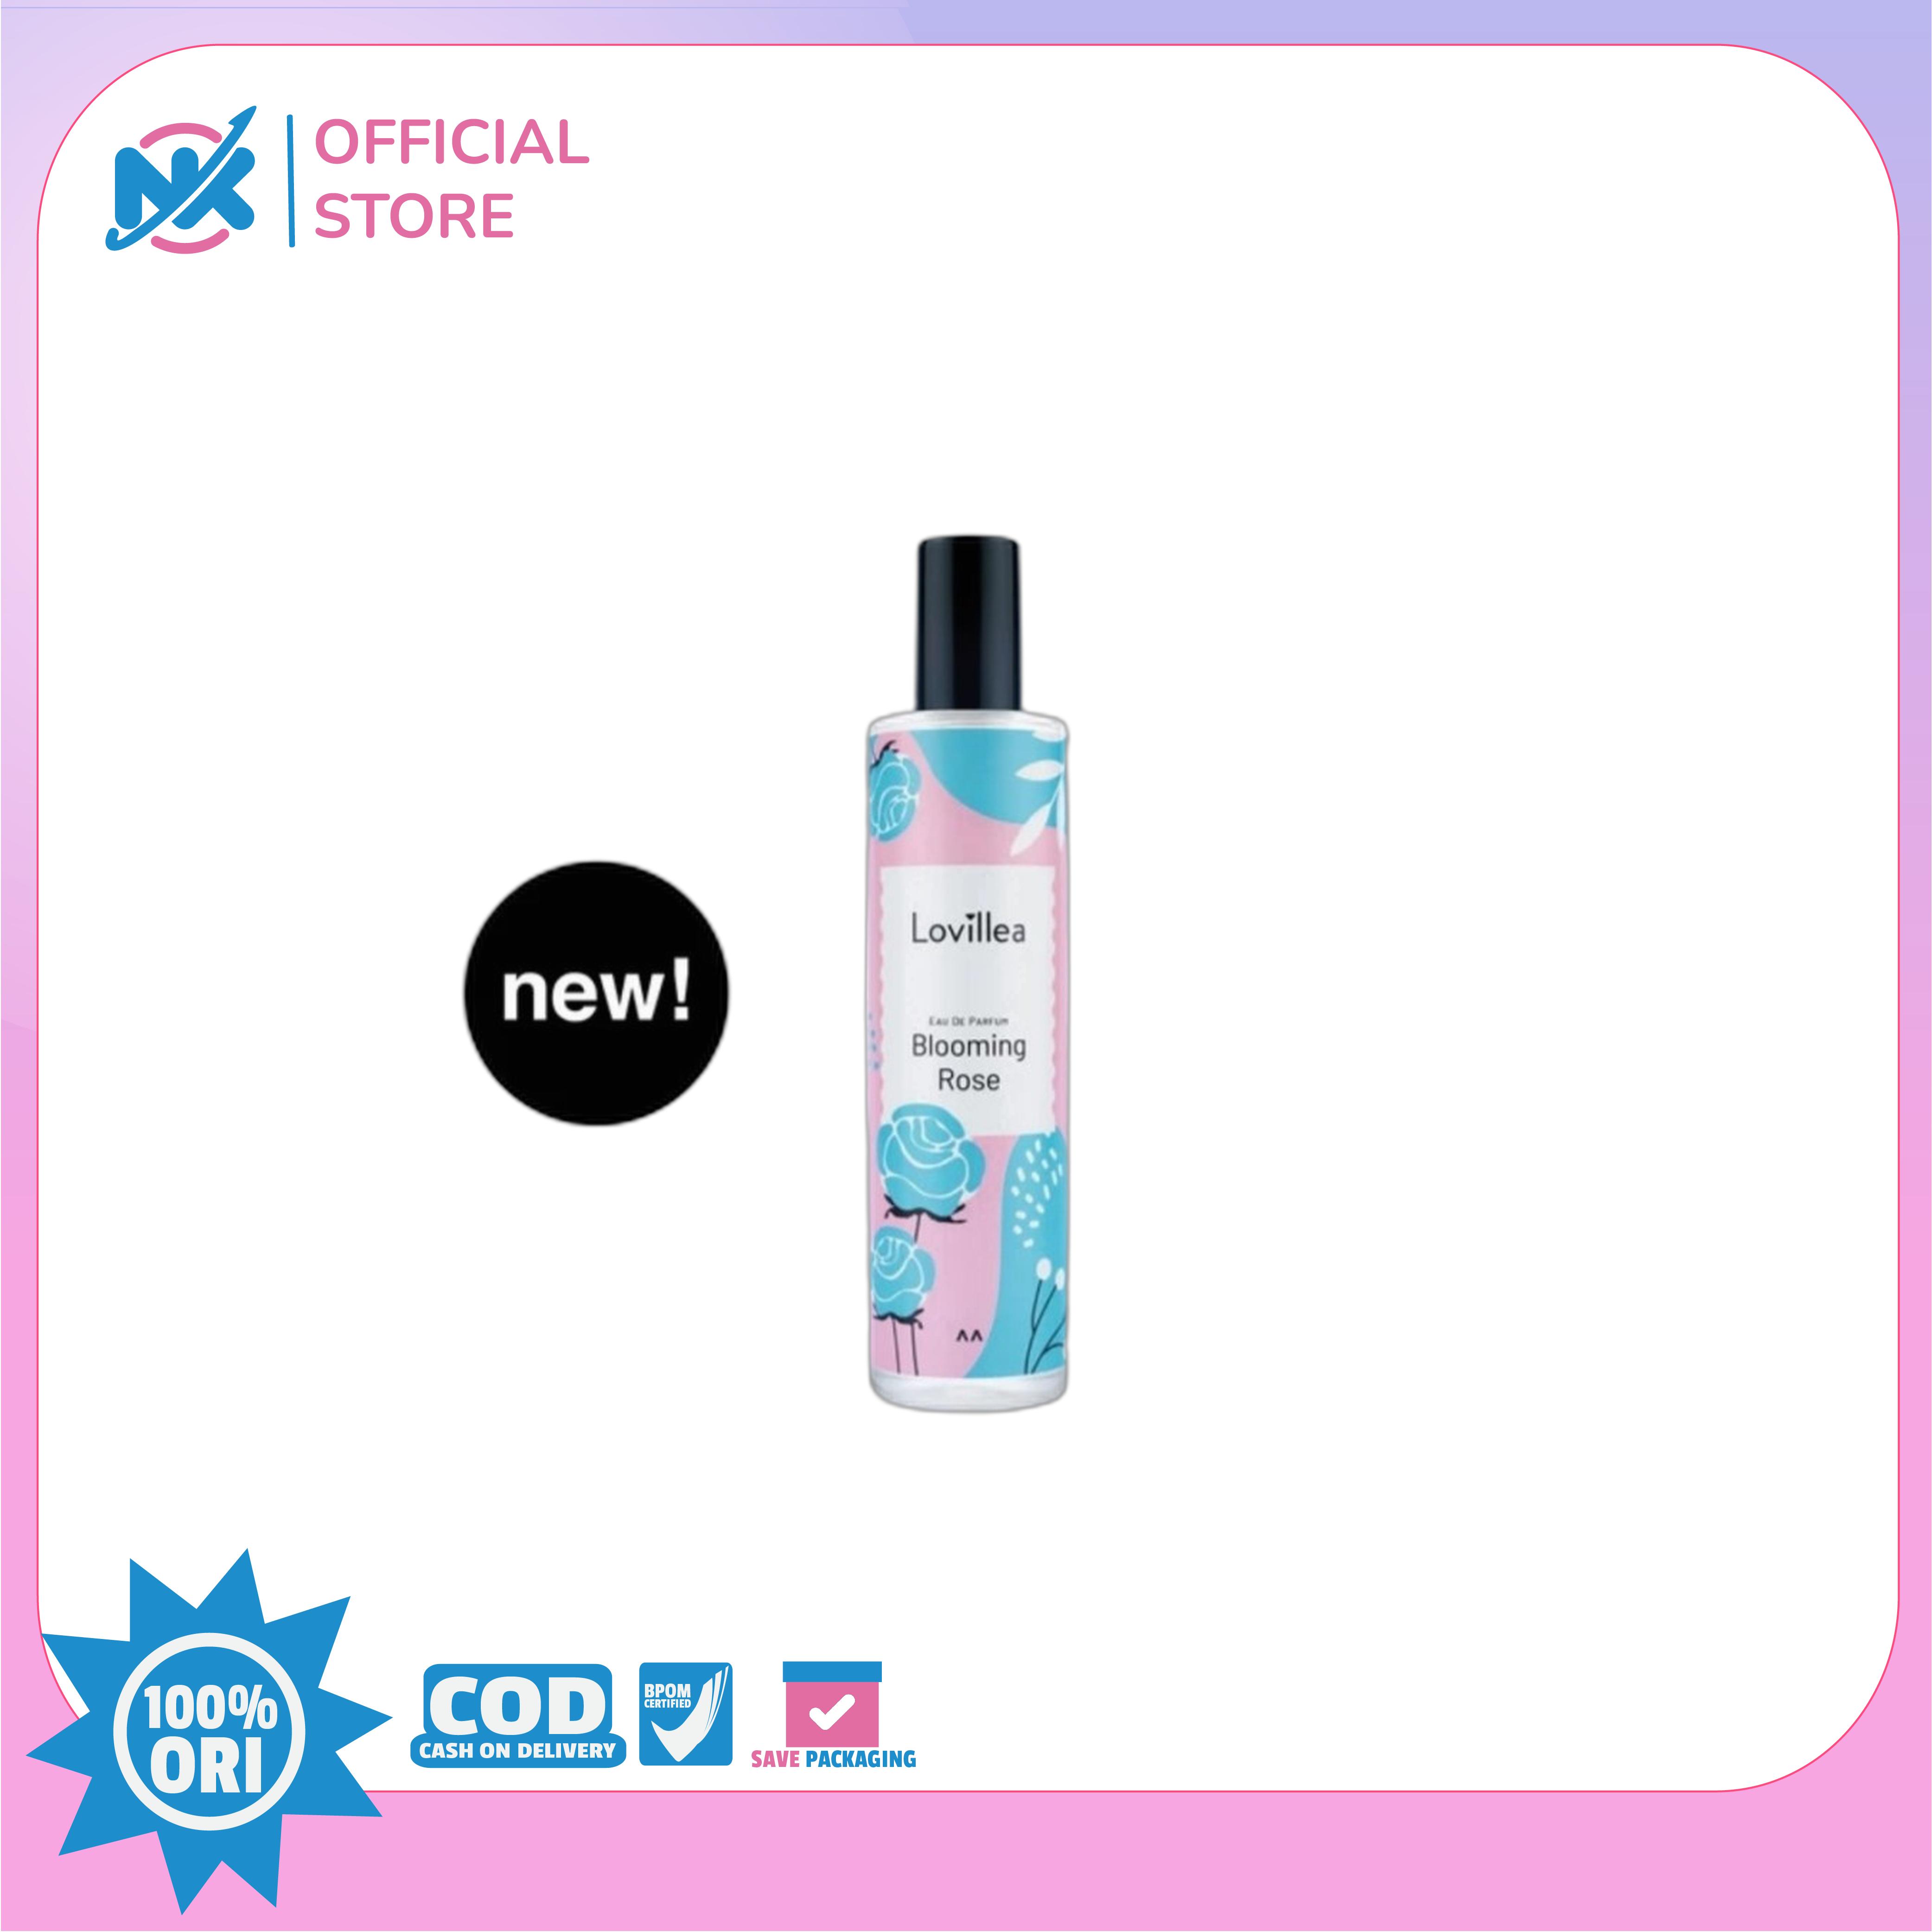 NK
OFFICIAL
STORE
new!
Lovillea
EAU DE PARFUM
Blooming
Rose
100%
ORI
COD
CASH ON DELIVERY
BPOM
CERTIFIED
SAVE PACKAGING